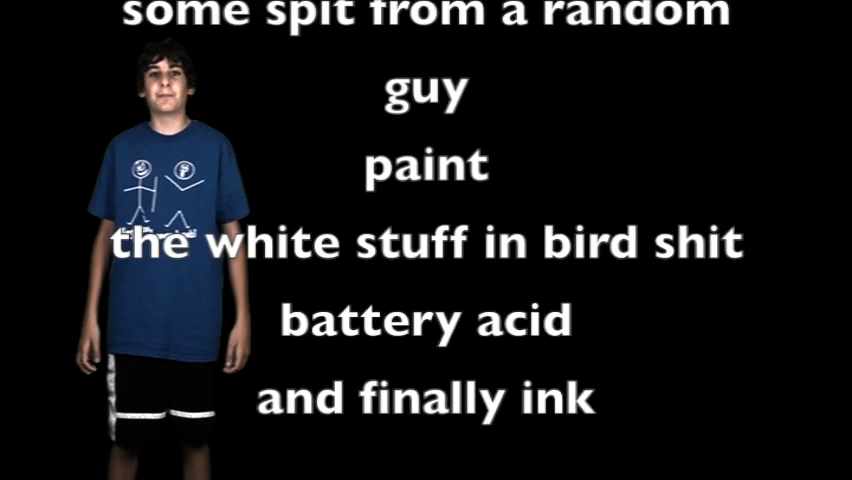 some spit from a random
guy
paint
the white stuff in bird shit
battery acid
and finally ink